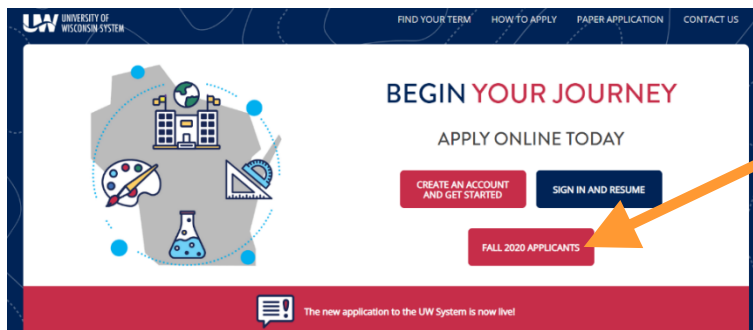 UW UNIVERSITY OF
WISCONSIN SYSTEM
FIND YOUR TERM HOW TO APPLY PAPER APPLICATION CONTACT US
BEGIN YOUR JOURNEY
APPLY ONLINE TODAY
CREATE AN ACCOUNT
AND GET STARTED
SIGN IN AND RESUME
FALL 2020 APPLICANTS
The new application to the UW System is now live!